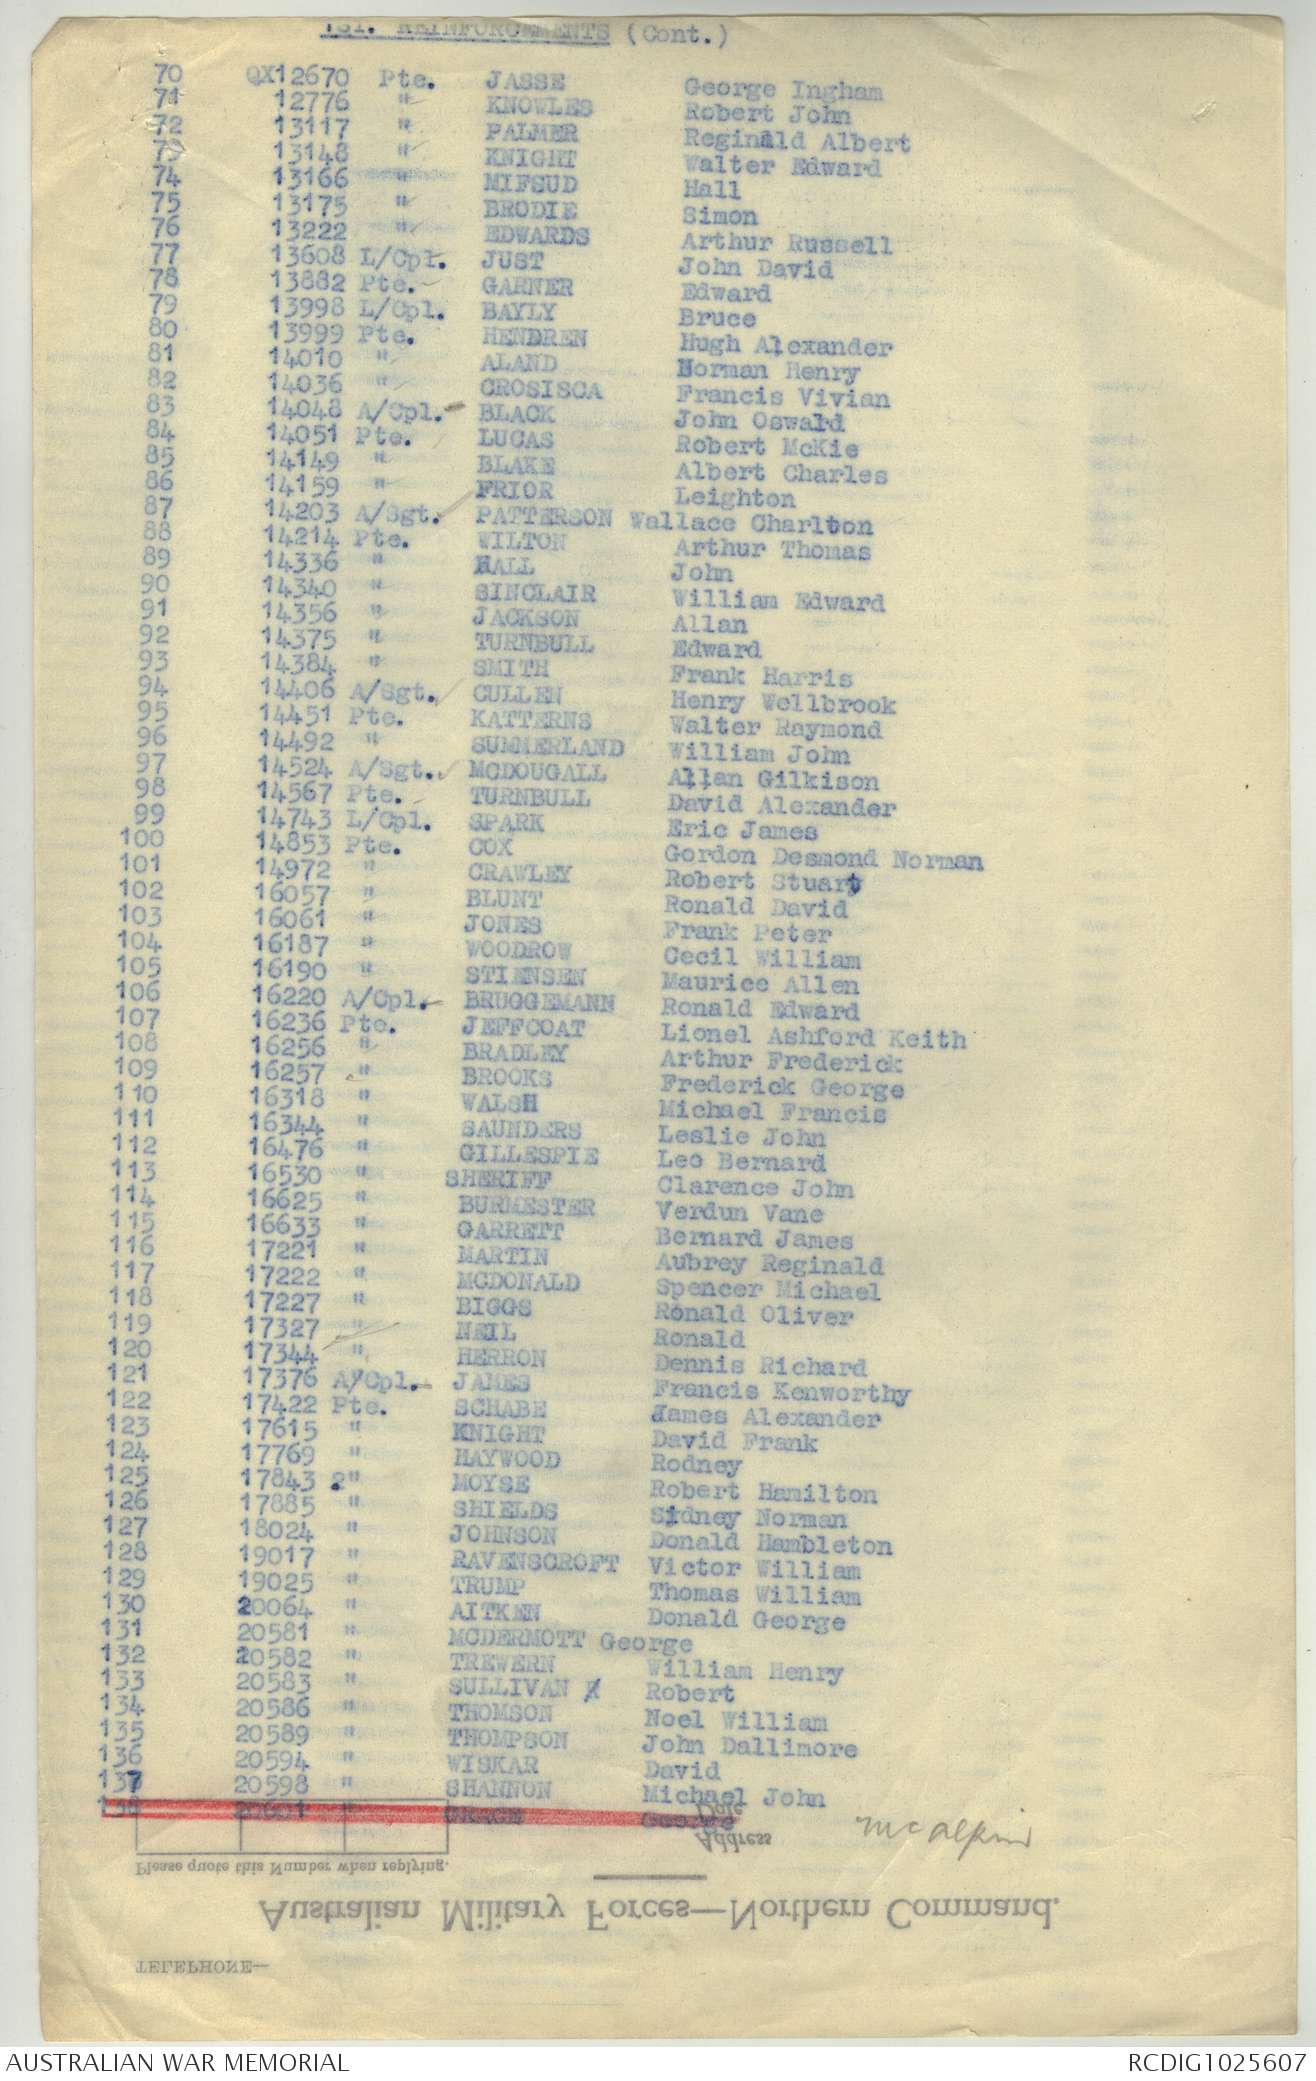 1ST. REINFORCEMENTS (Cont.)
70 QX12670 Pte. JASSE George Ingham
71 12776 " KNOWLES Robert John
72 13117 " PALMER Reginald Albert
73 13148 " KNIGHT Walter Edward
74 13166 " MIFSUD Hall
75 13175 " BRODIE Simon
76 13222 " EDWARDS Arthur Russell
77 13608 L/Cpl. JUST John David
78 13882 Pte. GARNER Edward
79 13998 L/Cpl. BAYLY Bruce
80 13999 Pte. HENDREN Hugh Alexander
81 14010 " ALAND Norman Henry
82 14036 " CROSISCA Francis Vivian
83 14048 A/Cpl. BLACK John Oswald
84 14051 Pte. LUCAS Robert McKie
85 14149 " BLAKE Albert Charles
86 14159 " PRIOR Leighton
87 14203 A/Sgt. PATTERSON Wallace Charlton
88 14214 Pte. WILTON Arthur Thomas
89 14336 " HALL John
90 14340 " SINCLAIR William Edward
91 14356 " JACKSON Allan
92 14375 " TURNBULL Edward
93 14384 " SMITH Frank Harris
94 14406 A/Sgt. CULLEN Henry Wellbrook
95 14451 Pte. KATTERNS Walter Raymond
96 14492 " SUMMERLAND William John
97 14524 A/Sgt. MCDOUGALL Allan Gilkison
98 14567 Pte. TURNBULL David Alexander
99 14743 L/Cpl. SPARK Eric James
100 14853 Pte. COX Gordon Desmond Norman
101 14972 " CRAWLEY Robert Stuart
102 16057 " BLUNT Ronald David
103 16061 " JONES Frank Peter
104 16187 " WOODROW Cecil William
105 16190 " STIENSEN Maurice Allen
106 16220 A/Cpl. BRUGGEMANN Ronald Edward
107 16236 Pte. JEFFCOAT Lionel Ashford Keith
108 16256 " BRADLEY Arthur Frederick
109 16257 " BROOKS Frederick George
110 16318 " WALSH Michael Francis
111 16344 " SAUNDERS Leslie John
112 16476 " GILLESPIE Leo Bernard
113 16530 " SHERIFF Clarence John
114 16625 " BURMESTER Verdun Vane
115 16633 " GARRETT Bernard James
116 17221 " MARTIN Aubrey Reginald
117 17222 " MCDONALD Spencer Michael
118 17227 " BIGGS Ronald Oliver
119 17327 " NEIL Ronald
120 17344 " HERRON Dennis Richard
121 17376 A/Cpl. JAMES Francis Kenworthy
122 17422 Pte. SCHABE James Alexander
123 17615 " KNIGHT David Frank
124 17769 " HAYWOOD Rodney
125 17843 ?" MOYSE Robert Hamilton
126 17885 " SHIELDS Sidney Norman
127 18024 " JOHNSON Donald Hambleton
128 19017 " RAVENSCROFT Victor William
129 19025 " TRUMP Thomas William
130 20064 " AITKEN Donald George
131 20581 " MCDERMOTT George
132 20582 " TREWERN William Henry
133 20583 " SULLIVAN Robert
134 20586 " THOMSON Noel William
135 20589 " THOMPSON John Dallimore
136 20594 " WISKAR David
137 20598 " SHANNON Michael John
138 20601 "
Date
Address
McAlpin
Please quote this Number when replying.
Australian Military Forces—Northern Command.
TELEPHONE—
AUSTRALIAN WAR MEMORIAL RCDIG1025607